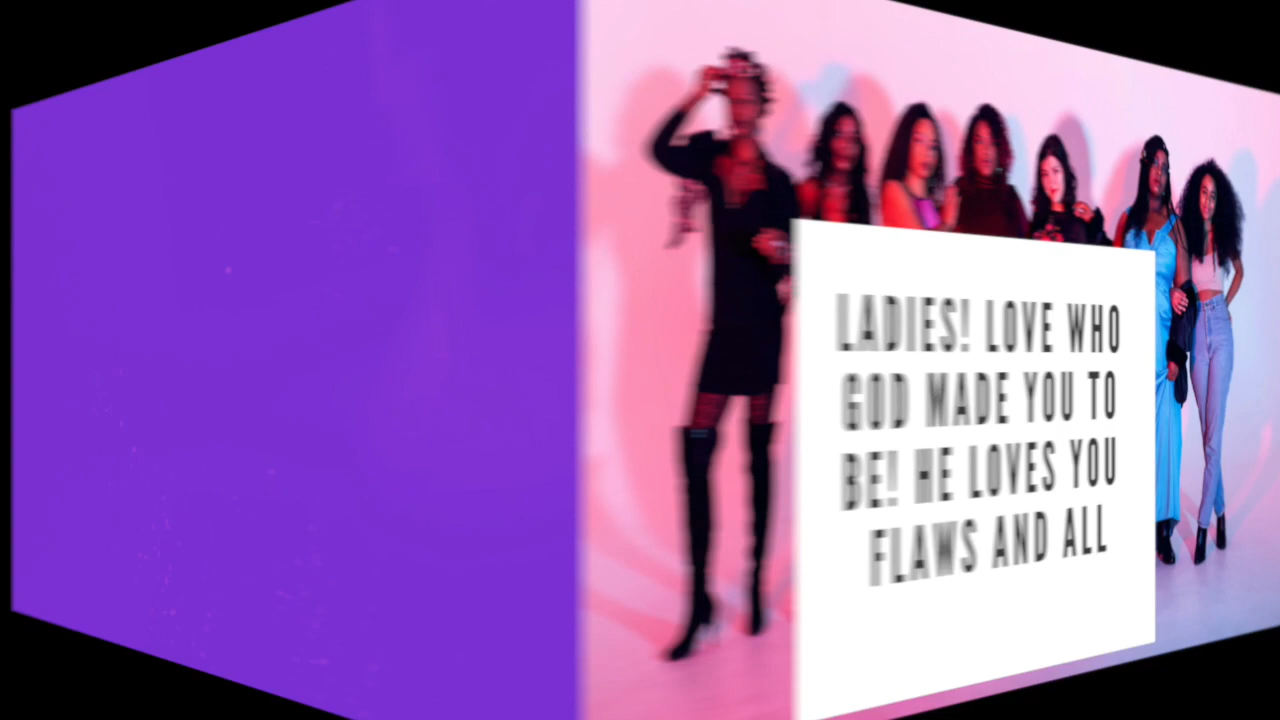 LADIES! LOVE WHO
GOD MADE YOU TO
BE! HE LOVES YOU
FLAWS AND ALL